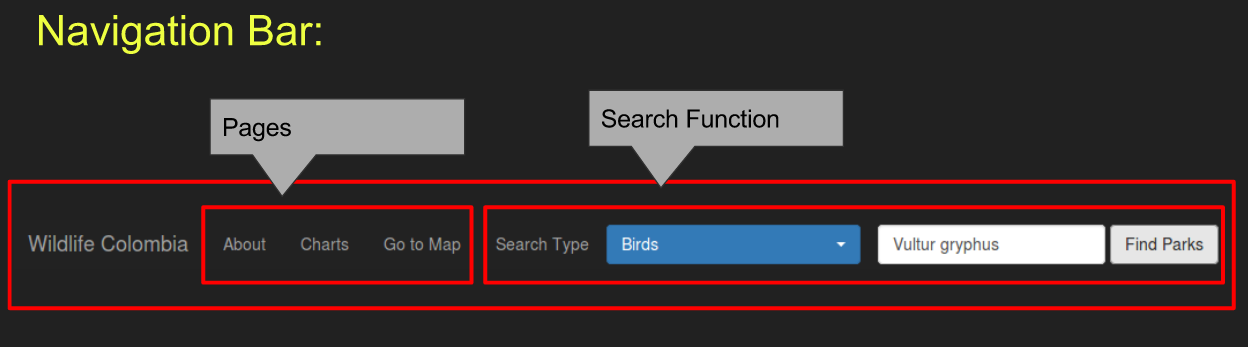 Navigation Bar:
Pages
Search Function
Wildlife Colombia About Charts Go to Map Search Type Birds Vultur gryphus Find Parks